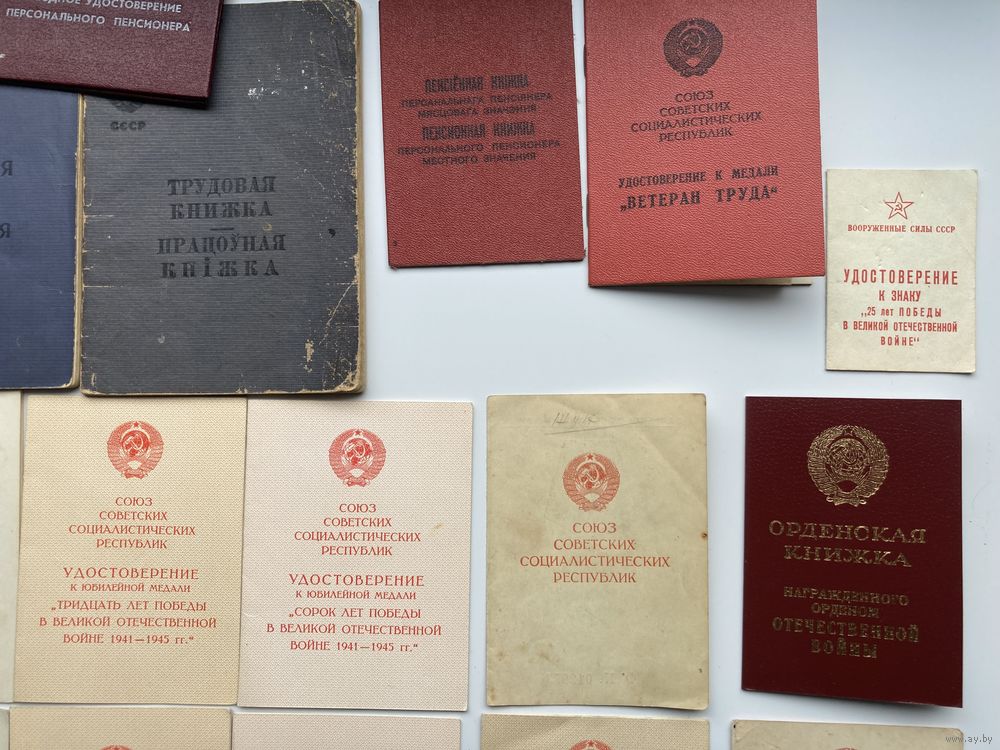 УДОСТОВЕРЕНИЕ
ПЕРСОНАЛЬНОГО ПЕНСИОНЕРА
СССР
ТРУДОВАЯ
КНИЖКА
ПРАЦОЎНАЯ
КНІЖКА
ПЕНСІЁННАЯ КНИЖКА
ПЕРСАНАЛЬНАГА ПЕНСІЯНЕРА
МЯСЦОВАГА ЗНАЧЭННЯ
ПЕНСИОННАЯ КНИЖКА
ПЕРСОНАЛЬНОГО ПЕНСИОНЕРА
МЕСТНОГО ЗНАЧЕНИЯ
СОЮЗ
СОВЕТСКИХ
СОЦИАЛИСТИЧЕСКИХ
РЕСПУБЛИК
УДОСТОВЕРЕНИЕ К МЕДАЛИ
„ВЕТЕРАН ТРУДА“
ВООРУЖЕННЫЕ СИЛЫ СССР
УДОСТОВЕРЕНИЕ
К ЗНАКУ
„25 лет ПОБЕДЫ
В ВЕЛИКОЙ ОТЕЧЕСТВЕННОЙ
ВОЙНЕ“
СОЮЗ
СОВЕТСКИХ
СОЦИАЛИСТИЧЕСКИХ
РЕСПУБЛИК
УДОСТОВЕРЕНИЕ
К ЮБИЛЕЙНОЙ МЕДАЛИ
„ТРИДЦАТЬ ЛЕТ ПОБЕДЫ
В ВЕЛИКОЙ ОТЕЧЕСТВЕННОЙ
ВОЙНЕ 1941—1945 гг.“
СОЮЗ
СОВЕТСКИХ
СОЦИАЛИСТИЧЕСКИХ
РЕСПУБЛИК
УДОСТОВЕРЕНИЕ
К ЮБИЛЕЙНОЙ МЕДАЛИ
„СОРОК ЛЕТ ПОБЕДЫ
В ВЕЛИКОЙ ОТЕЧЕСТВЕННОЙ
ВОЙНЕ 1941—1945 гг.“
СОЮЗ
СОВЕТСКИХ
СОЦИАЛИСТИЧЕСКИХ
РЕСПУБЛИК
ОРДЕНСКАЯ
КНИЖКА
НАГРАЖДЕННОГО
ОРДЕНОМ
ОТЕЧЕСТВЕННОЙ
ВОЙНЫ
www.ay.by